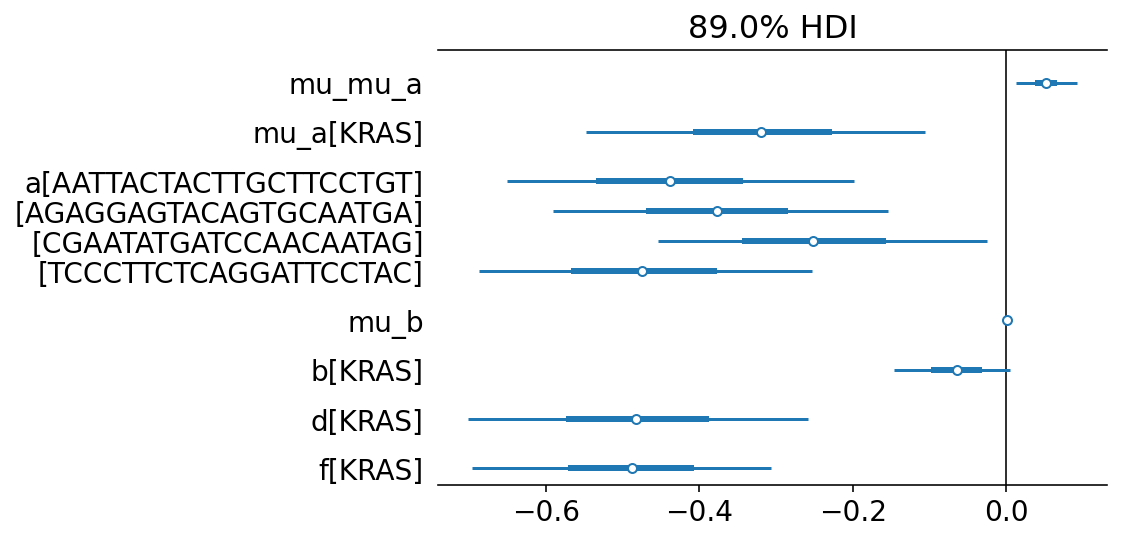 89.0% HDI
mu_mu_a
mu_a[KRAS]
a[AATTACTACTTGCTTCCTGT]
[AGAGGAGTACAGTGCAATGA]
[CGAATATGATCCAACAATAG]
[TCCCTTCTCAGGATTCCTAC]
mu_b
b[KRAS]
d[KRAS]
f[KRAS]
−0.6 −0.4 −0.2 0.0